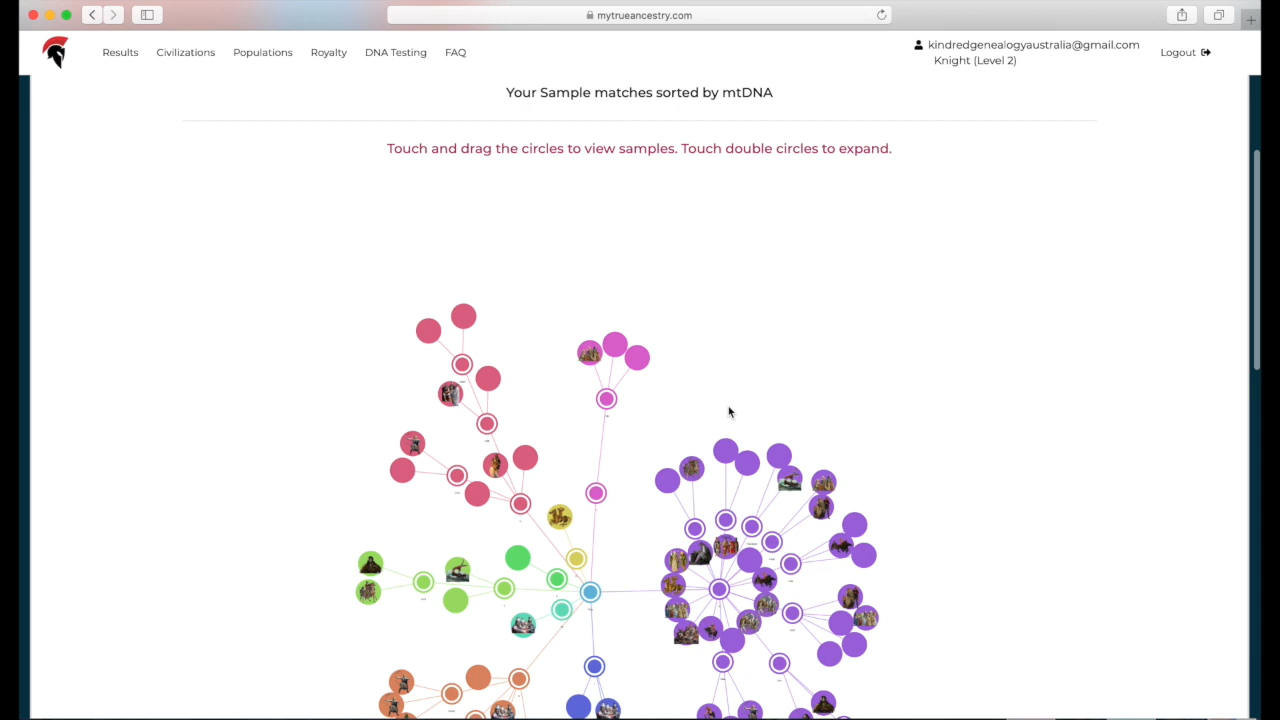 mytrueancestry.com
Results Civilizations Populations Royalty DNA Testing FAQ
kindredgenealogyaustralia@gmail.com
Knight (Level 2)
Logout
Your Sample matches sorted by mtDNA
Touch and drag the circles to view samples. Touch double circles to expand.